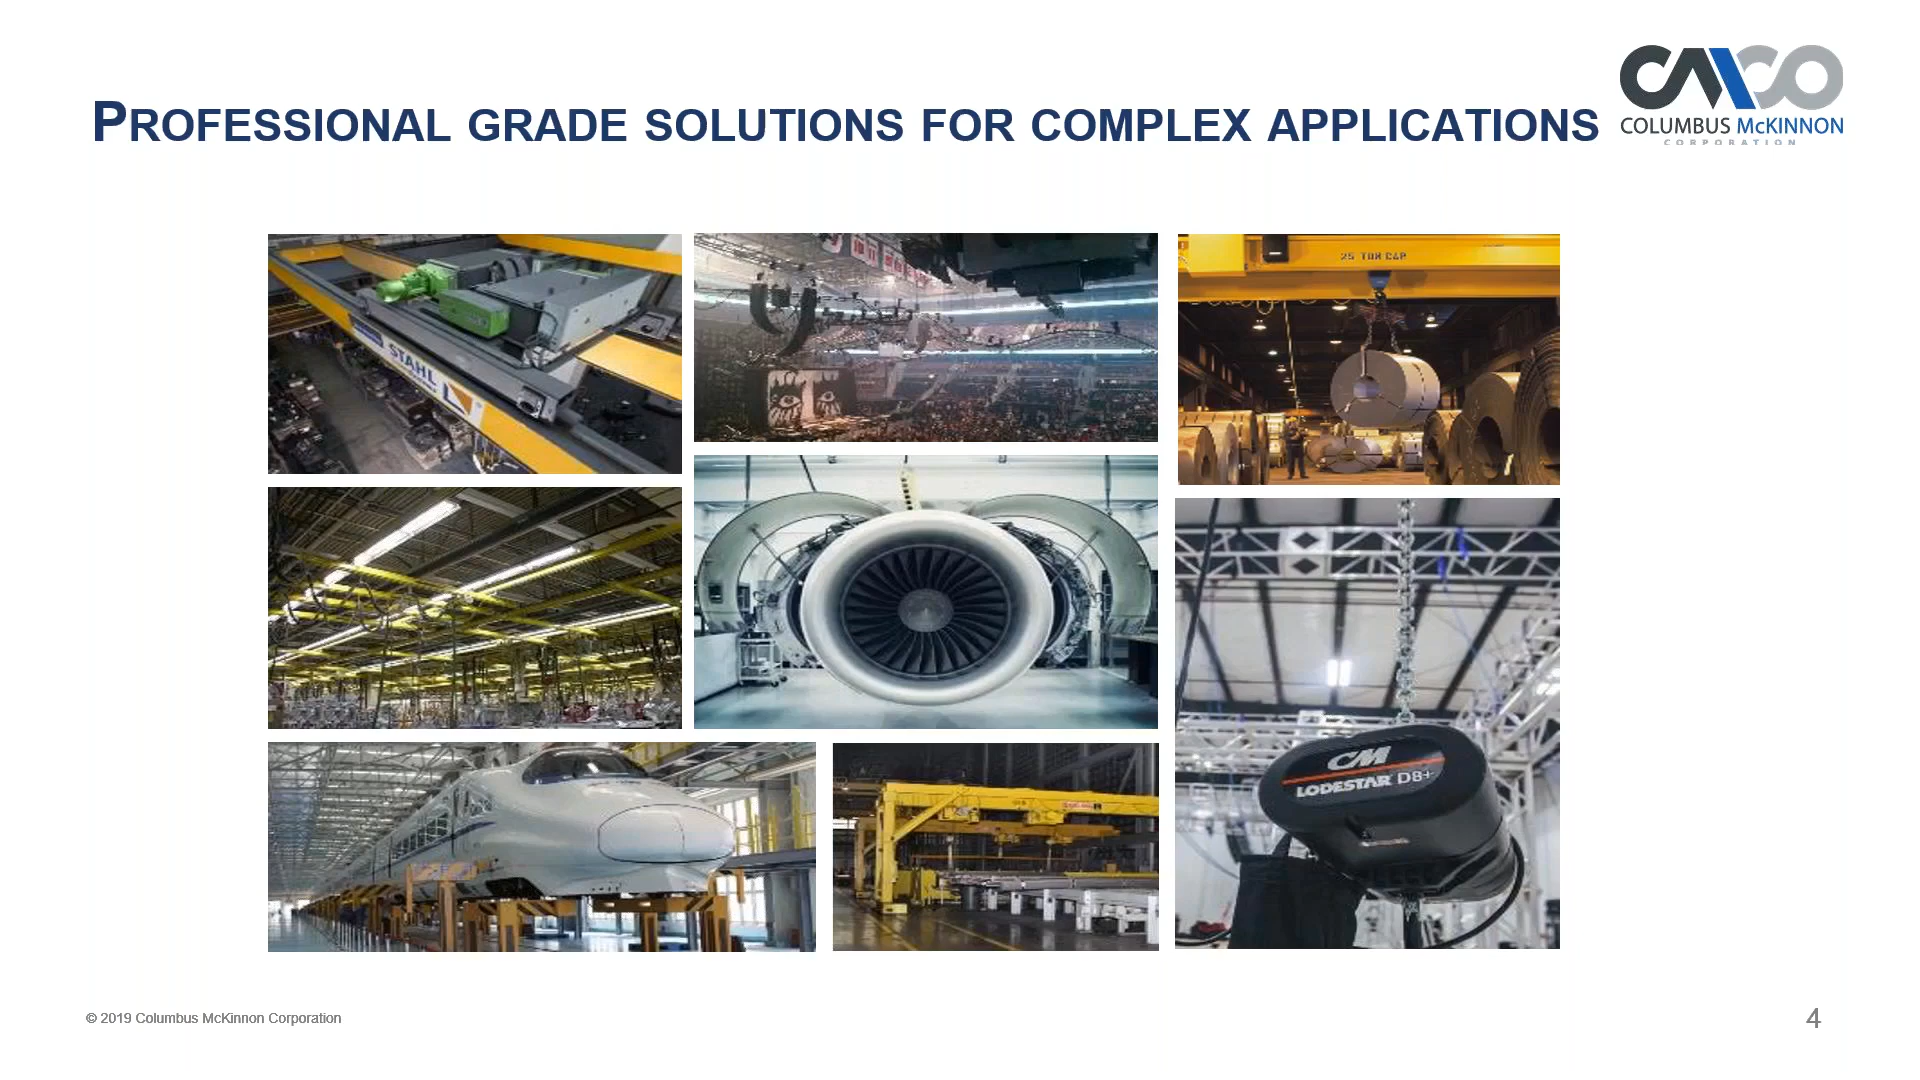 PROFESSIONAL GRADE SOLUTIONS FOR COMPLEX APPLICATIONS
CMCO
COLUMBUS McKINNON
CORPORATION
STAHL
25 TON CAP
CM
LODESTAR D8+
© 2019 Columbus McKinnon Corporation
4